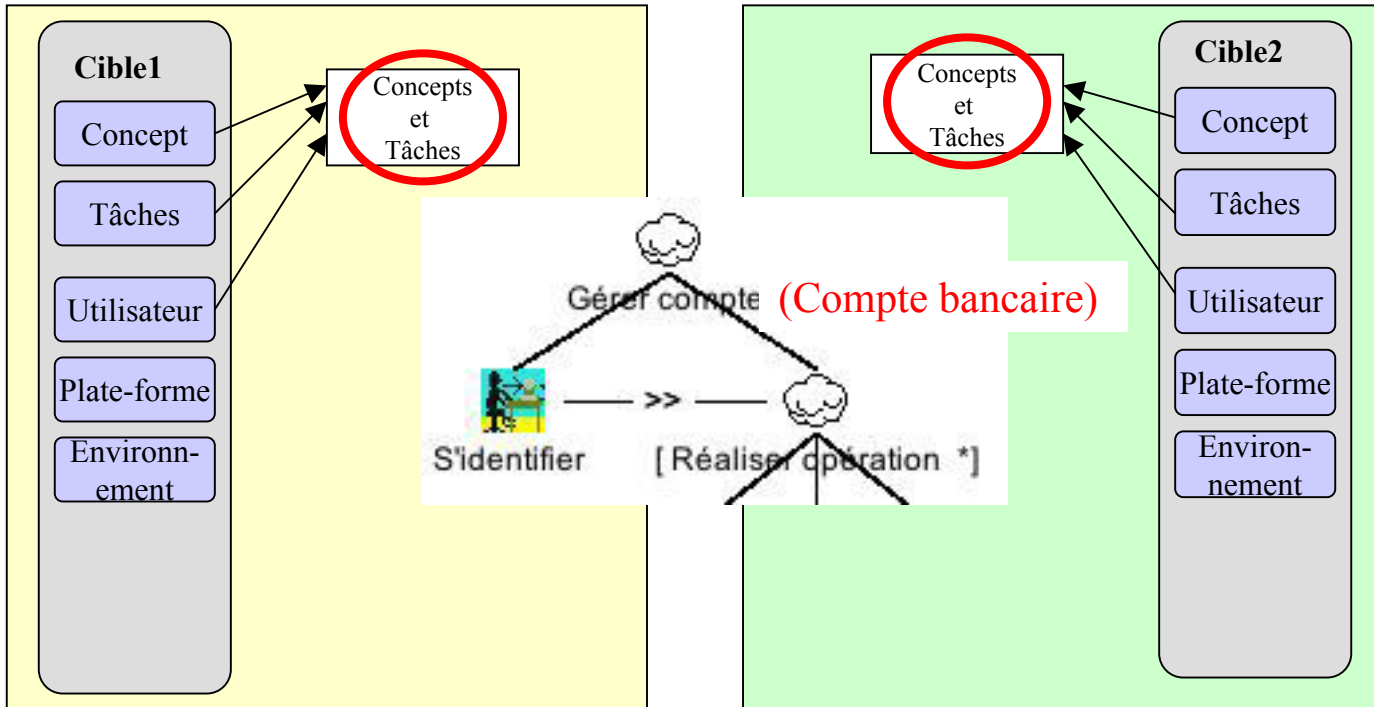 Cible1
Concept
Tâches
Utilisateur
Plate-forme
Environn-
ement
Concepts
et
Tâches
Gérer compte
(Compte bancaire)
>>
S'identifier
[ Réaliser opération *]
Concepts
et
Tâches
Cible2
Concept
Tâches
Utilisateur
Plate-forme
Environ-
nement